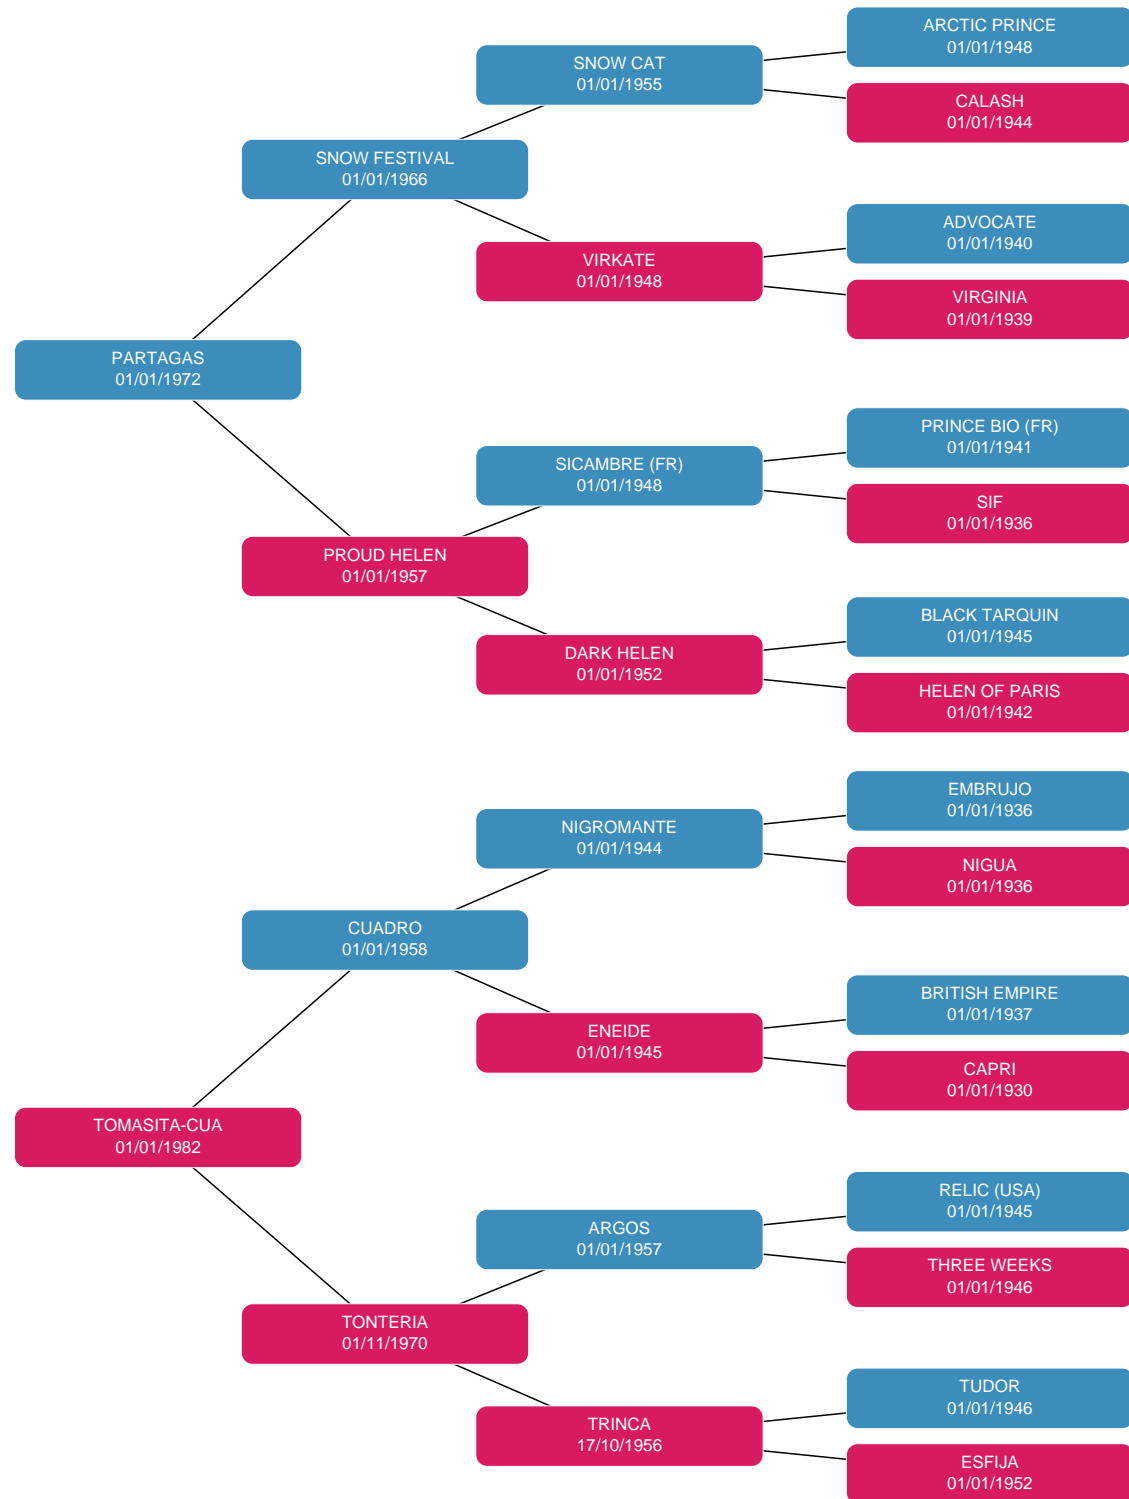 ARCTIC PRINCE
01/01/1948
SNOW CAT
01/01/1955
CALASH
01/01/1944
SNOW FESTIVAL
01/01/1966
ADVOCATE
01/01/1940
VIRKATE
01/01/1948
VIRGINIA
01/01/1939
PARTAGAS
01/01/1972
PRINCE BIO (FR)
01/01/1941
SICAMBRE (FR)
01/01/1948
SIF
01/01/1936
PROUD HELEN
01/01/1957
BLACK TARQUIN
01/01/1945
DARK HELEN
01/01/1952
HELEN OF PARIS
01/01/1942
EMBRUJO
01/01/1936
NIGROMANTE
01/01/1944
NIGUA
01/01/1936
CUADRO
01/01/1958
BRITISH EMPIRE
01/01/1937
ENEIDE
01/01/1945
CAPRI
01/01/1930
TOMASITA-CUA
01/01/1982
RELIC (USA)
01/01/1945
ARGOS
01/01/1957
THREE WEEKS
01/01/1946
TONTERIA
01/11/1970
TUDOR
01/01/1946
TRINCA
17/10/1956
ESFIJA
01/01/1952